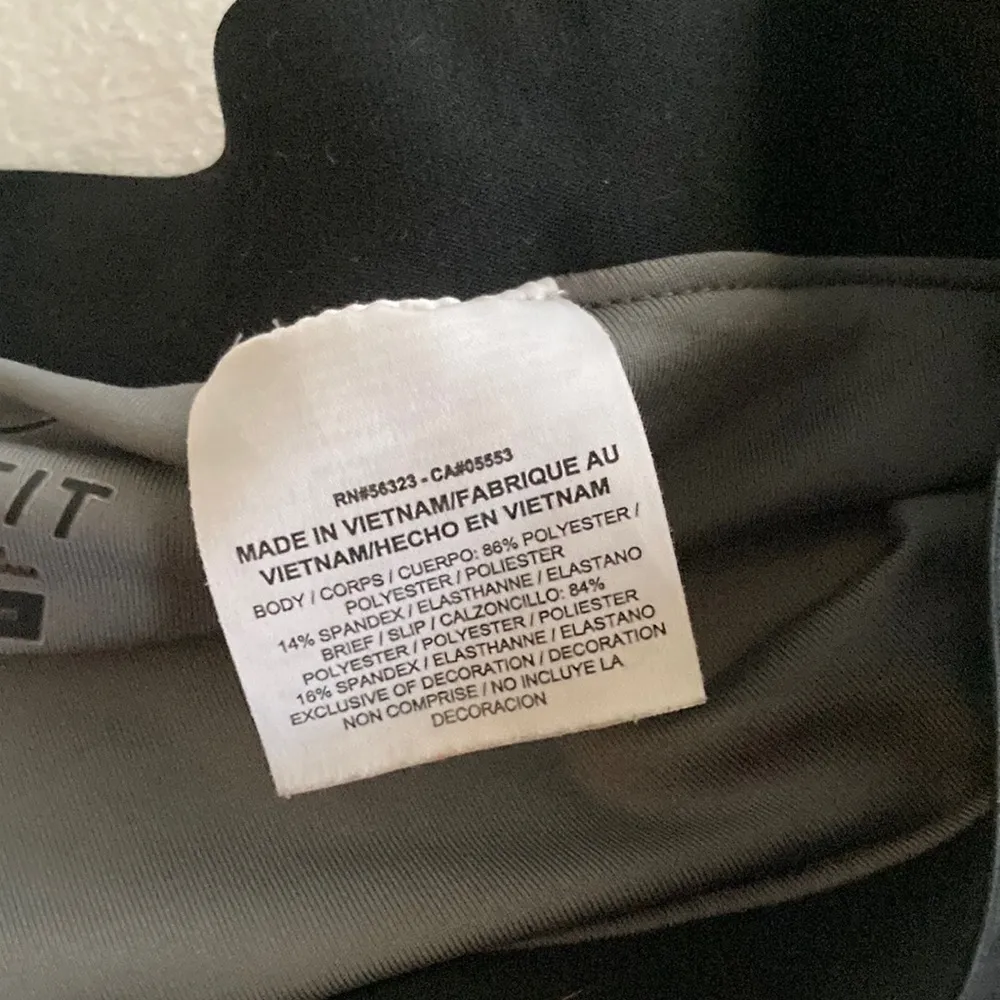 RN#56323 - CA#05553
MADE IN VIETNAM/FABRIQUE AU
VIETNAM/HECHO EN VIETNAM
BODY / CORPS / CUERPO: 86% POLYESTER /
POLYESTER / POLIESTER
14% SPANDEX / ELASTHANNE / ELASTANO
BRIEF / SLIP / CALZONCILLO: 84%
POLYESTER / POLYESTER / POLIESTER
16% SPANDEX / ELASTHANNE / ELASTANO
EXCLUSIVE OF DECORATION / DECORATION
NON COMPRISE / NO INCLUYE LA
DECORACION
FIT